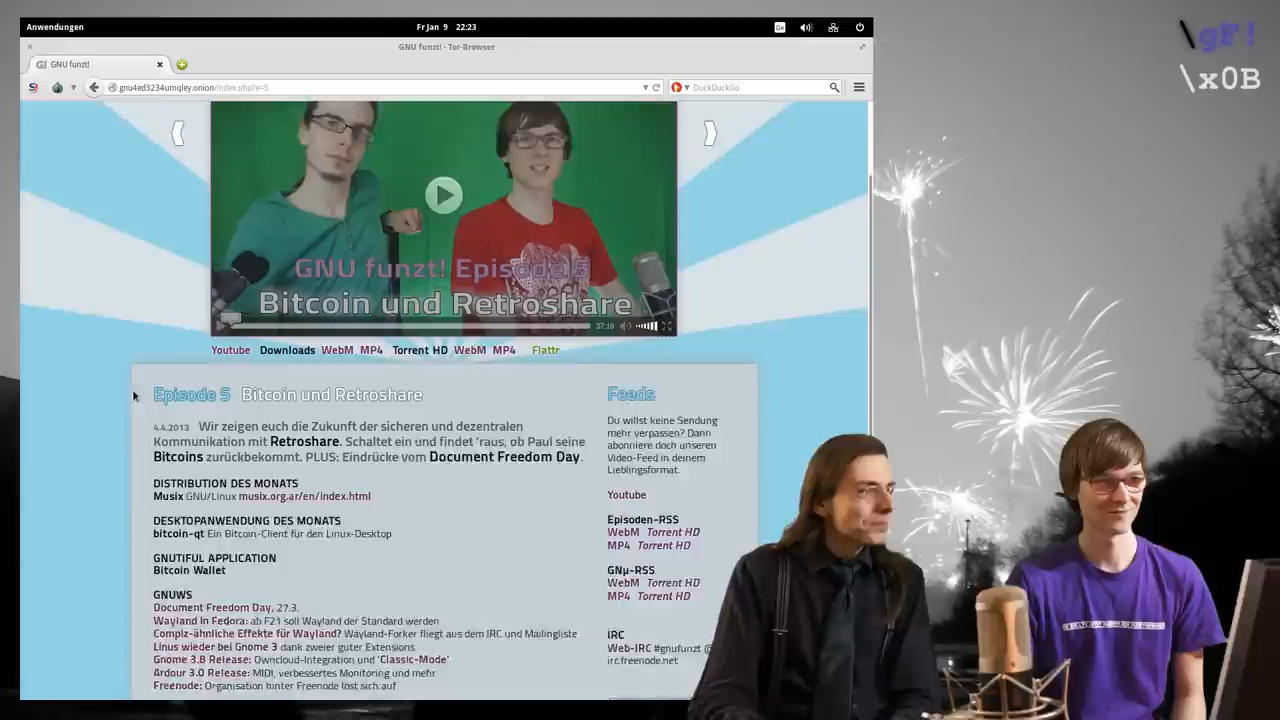 Anwendungen
Fr Jan 9 22:23
De
GNU funzt! - Tor-Browser
GNU funzt!
gnu4ed3234umqley.onion/index.php?e=5
DuckDuckGo
\gF!
\x0B
GNU funzt! Episode 5
Bitcoin und Retroshare
37:18
Youtube Downloads WebM MP4 Torrent HD WebM MP4 Flattr
Episode 5 Bitcoin und Retroshare
4.4.2013 Wir zeigen euch die Zukunft der sicheren und dezentralen
Kommunikation mit Retroshare. Schaltet ein und findet 'raus, ob Paul seine
Bitcoins zurückbekommt. PLUS: Eindrücke vom Document Freedom Day.
DISTRIBUTION DES MONATS
Musix GNU/Linux musix.org.ar/en/index.html
DESKTOPANWENDUNG DES MONATS
bitcoin-qt Ein Bitcoin-Client für den Linux-Desktop
GNUTIFUL APPLICATION
Bitcoin Wallet
GNUWS
Document Freedom Day, 27.3.
Wayland in Fedora: ab F21 soll Wayland der Standard werden
Compiz-ähnliche Effekte für Wayland? Wayland-Forker fliegt aus dem IRC und Mailingliste
Linus wieder bei Gnome 3 dank zweier guter Extensions
Gnome 3.8 Release: Owncloud-Integration und 'Classic-Mode'
Ardour 3.0 Release: MIDI, verbessertes Monitoring und mehr
Freenode: Organisation hinter Freenode löst sich auf
Feeds
Du willst keine Sendung
mehr verpassen? Dann
abonniere doch unseren
Video-Feed in deinem
Lieblingsformat.
Youtube
Episoden-RSS
WebM Torrent HD
MP4 Torrent HD
GNµ-RSS
WebM Torrent HD
MP4 Torrent HD
IRC
Web-IRC #gnufunzt @
irc.freenode.net